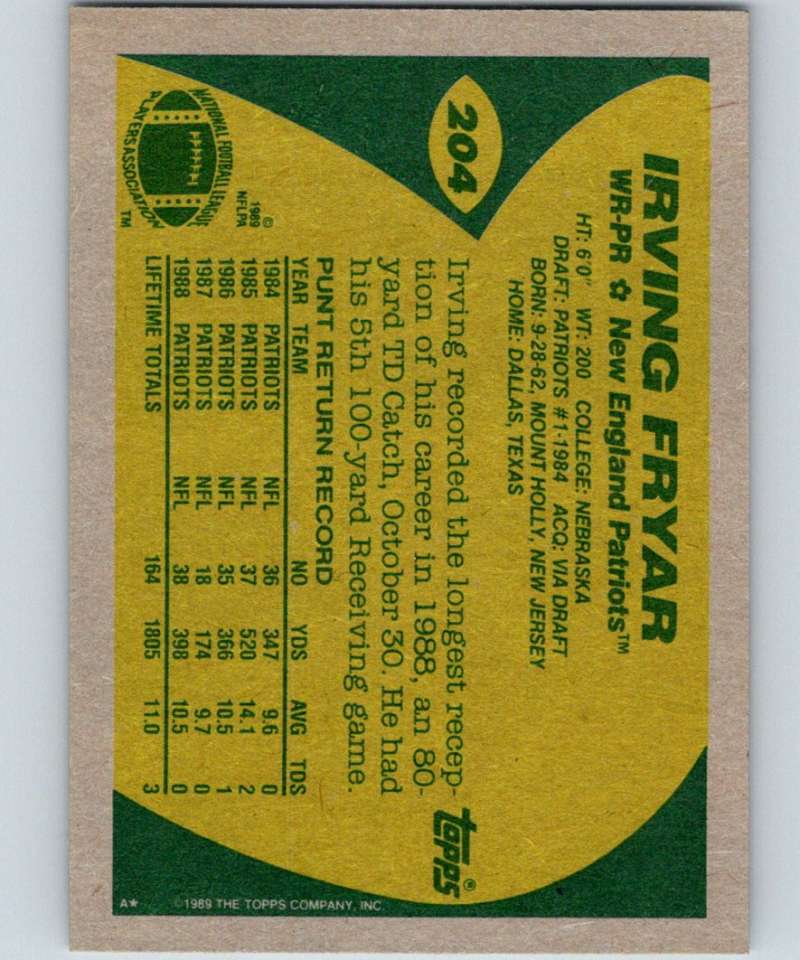 204
IRVING FRYAR
WR-PR ✩ New England Patriots™
HT: 6'0" WT: 200 COLLEGE: NEBRASKA
DRAFT: PATRIOTS #1-1984 ACQ: VIA DRAFT
BORN: 9-28-62, MOUNT HOLLY, NEW JERSEY
HOME: DALLAS, TEXAS
Irving recorded the longest recep-
tion of his career in 1988, an 80-
yard TD Catch, October 30. He had
his 5th 100-yard Receiving game.
topps®
PUNT RETURN RECORD
YEAR TEAM NO YDS AVG TDS
1984 PATRIOTS NFL 36 347 9.6 0
1985 PATRIOTS NFL 37 520 14.1 2
1986 PATRIOTS NFL 35 366 10.5 1
1987 PATRIOTS NFL 18 174 9.7 0
1988 PATRIOTS NFL 38 398 10.5 0
LIFETIME TOTALS 164 1805 11.0 3
NATIONAL FOOTBALL LEAGUE
PLAYERS ASSOCIATION
TM
©
1989
NFLPA
A★ ©1989 THE TOPPS COMPANY, INC.